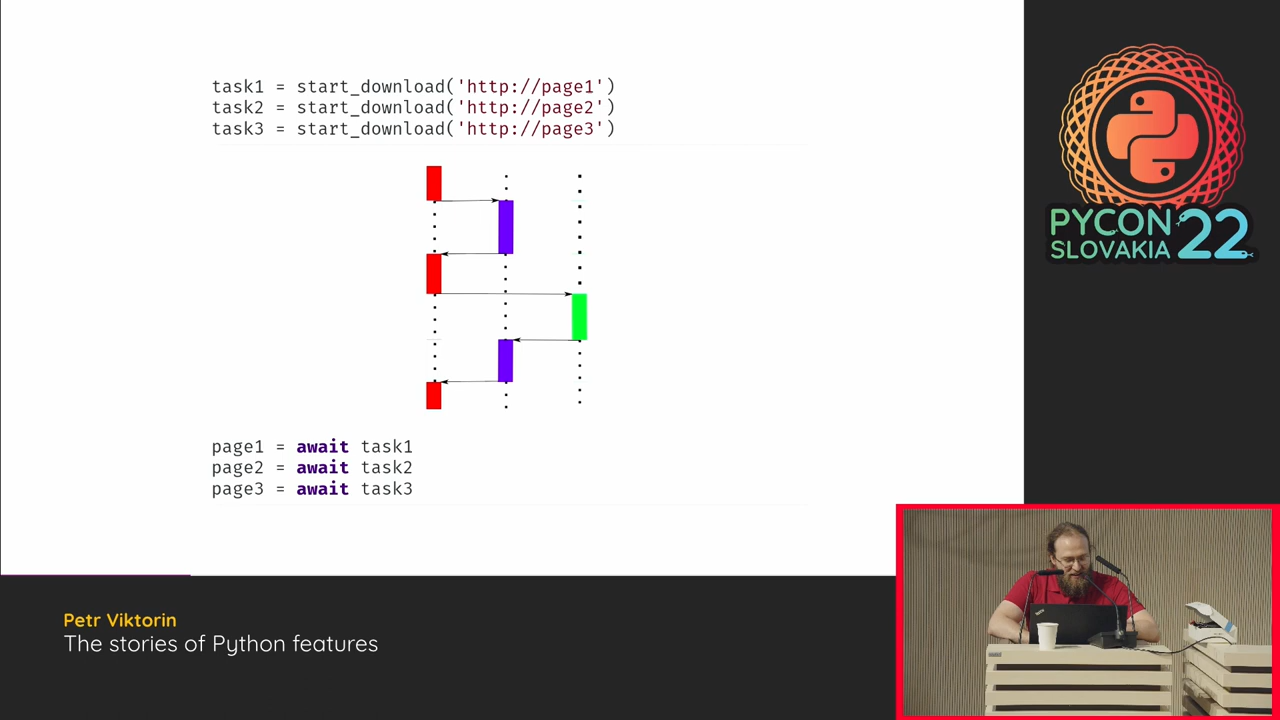 task1 = start_download('http://page1')
task2 = start_download('http://page2')
task3 = start_download('http://page3')
page1 = await task1
page2 = await task2
page3 = await task3
PYCON
SLOVAKIA 22
Petr Viktorin
The stories of Python features